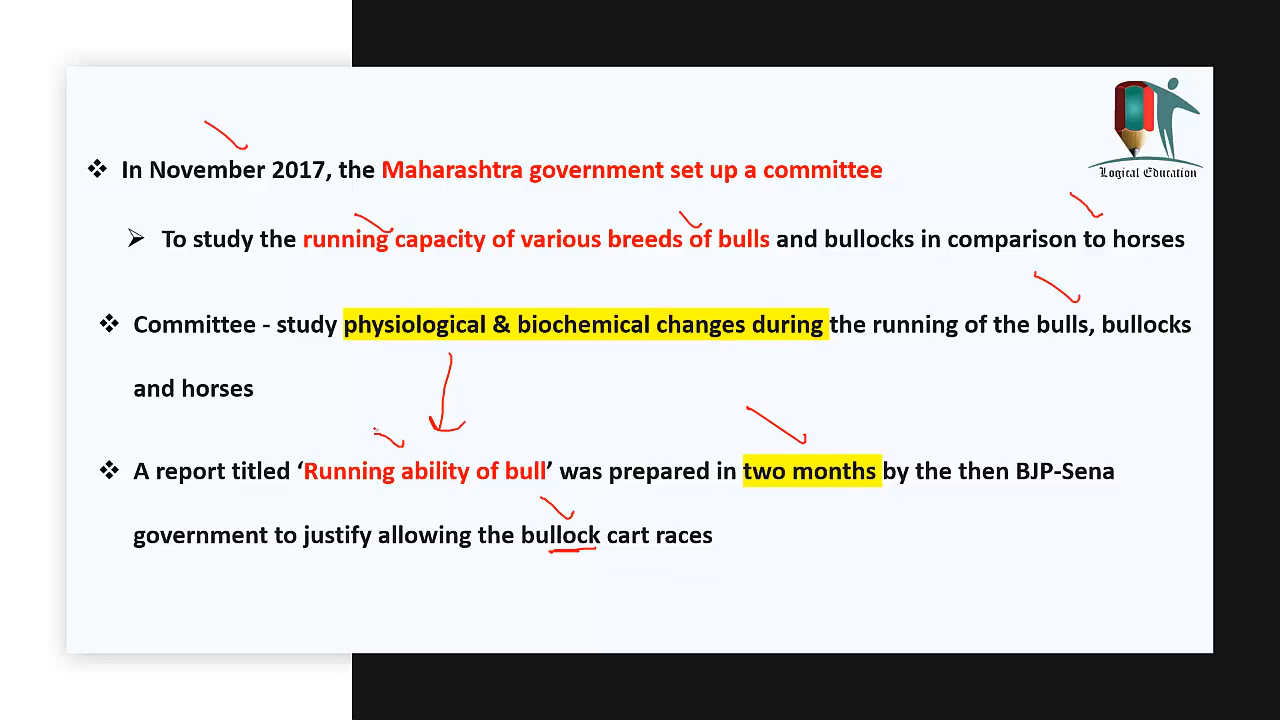 Logical Education
❖ In November 2017, the Maharashtra government set up a committee
➢ To study the running capacity of various breeds of bulls and bullocks in comparison to horses
❖ Committee - study physiological & biochemical changes during the running of the bulls, bullocks
and horses
❖ A report titled ‘Running ability of bull’ was prepared in two months by the then BJP-Sena
government to justify allowing the bullock cart races